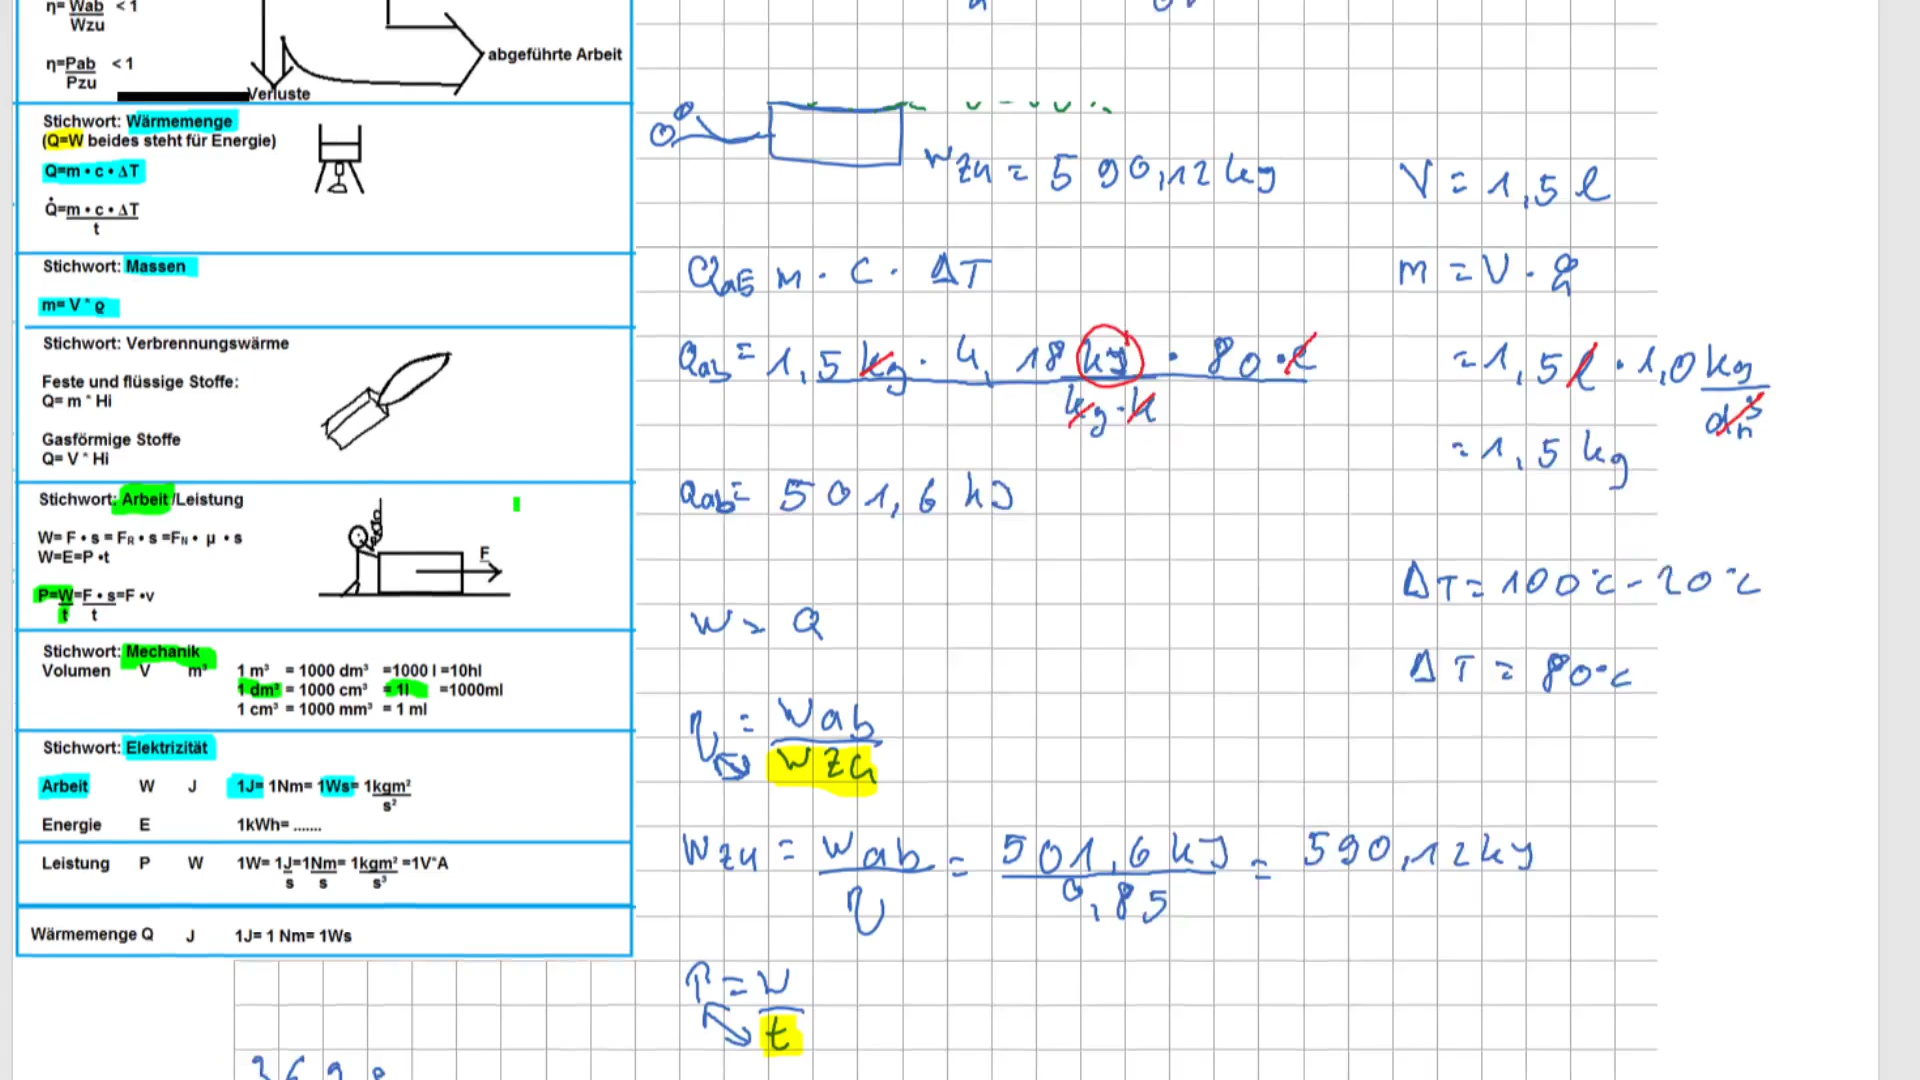 η=Wab < 1
Wzu
η=Pab < 1
Pzu
abgeführte Arbeit
Verluste
Stichwort: Wärmemenge
(Q=W beides steht für Energie)
Q=m • c • ΔT
Q̇=m • c • ΔT
t
Stichwort: Massen
m= V * ϱ
Stichwort: Verbrennungswärme
Feste und flüssige Stoffe:
Q= m * Hi
Gasförmige Stoffe
Q= V * Hi
Stichwort: Arbeit /Leistung
W= F • s = FR • s =FN • μ • s
W=E=P •t
P=W=F • s=F •v
t t
F
Stichwort: Mechanik
Volumen V m³ 1 m³ = 1000 dm³ =1000 l =10hl
1 dm³ = 1000 cm³ = 1l =1000ml
1 cm³ = 1000 mm³ = 1 ml
Stichwort: Elektrizität
Arbeit W J 1J= 1Nm= 1Ws= 1kgm²
s²
Energie E 1kWh= .......
Leistung P W 1W= 1J=1Nm= 1kgm² =1V*A
s s s³
Wärmemenge Q J 1J= 1 Nm= 1Ws
Wzu = 590,12 kJ
Qab = m · c · ΔT
Qab = 1,5 kg · 4,18 kJ · 80 ·
kg · K
Qab = 501,6 kJ
W = Q
η = Wab
Wzu
Wzu = Wab = 501,6 kJ = 590,12 kJ
η 0,85
P = W
t
V = 1,5 l
m = V · ϱ
= 1,5 l · 1,0 kg
dm³
= 1,5 kg
ΔT = 100°C - 20°C
ΔT = 80°C